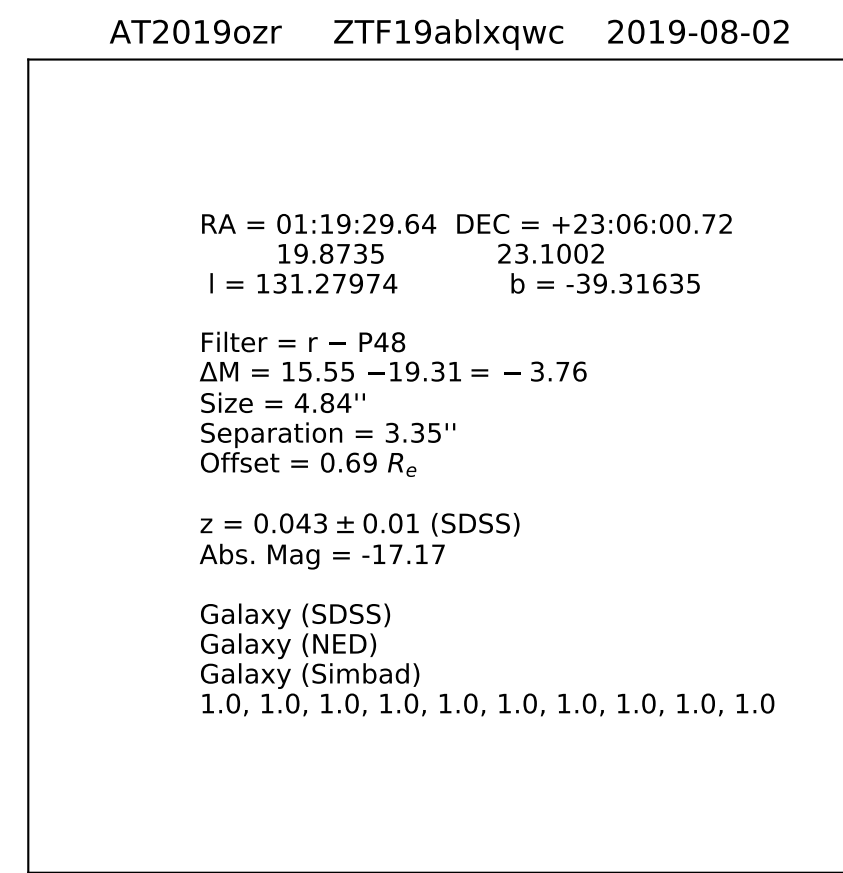 AT2019ozr ZTF19ablxqwc 2019-08-02
RA = 01:19:29.64 DEC = +23:06:00.72
19.8735 23.1002
l = 131.27974 b = -39.31635
Filter = r − P48
ΔM = 15.55 −19.31 = − 3.76
Size = 4.84''
Separation = 3.35''
Offset = 0.69 Rₑ
z = 0.043 ± 0.01 (SDSS)
Abs. Mag = -17.17
Galaxy (SDSS)
Galaxy (NED)
Galaxy (Simbad)
1.0, 1.0, 1.0, 1.0, 1.0, 1.0, 1.0, 1.0, 1.0, 1.0